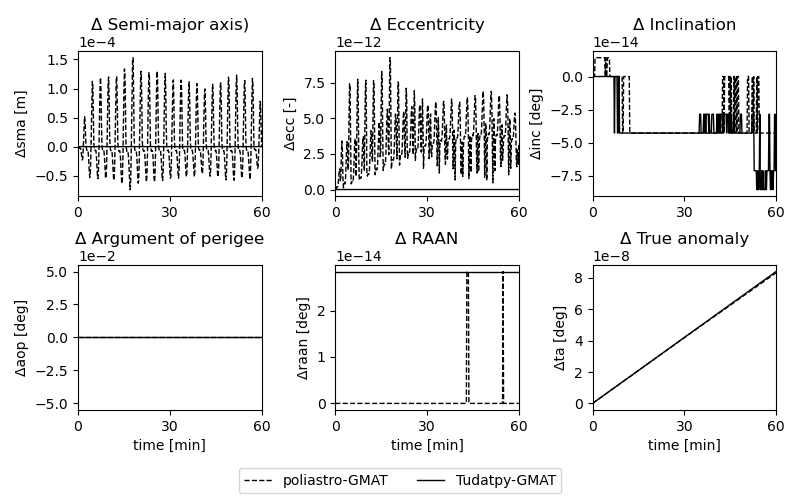 Δ Semi-major axis)
1e−4
Δsma [m]
1.5
1.0
0.5
0.0
−0.5
0
30
60
Δ Eccentricity
1e−12
Δecc [-]
7.5
5.0
2.5
0.0
0
30
60
Δ Inclination
1e−14
Δinc [deg]
0.0
−2.5
−5.0
−7.5
0
30
60
Δ Argument of perigee
1e−2
Δaop [deg]
5.0
2.5
0.0
−2.5
−5.0
0
30
60
time [min]
Δ RAAN
1e−14
Δraan [deg]
2
1
0
0
30
60
time [min]
Δ True anomaly
1e−8
Δta [deg]
8
6
4
2
0
0
30
60
time [min]
poliastro-GMAT
Tudatpy-GMAT